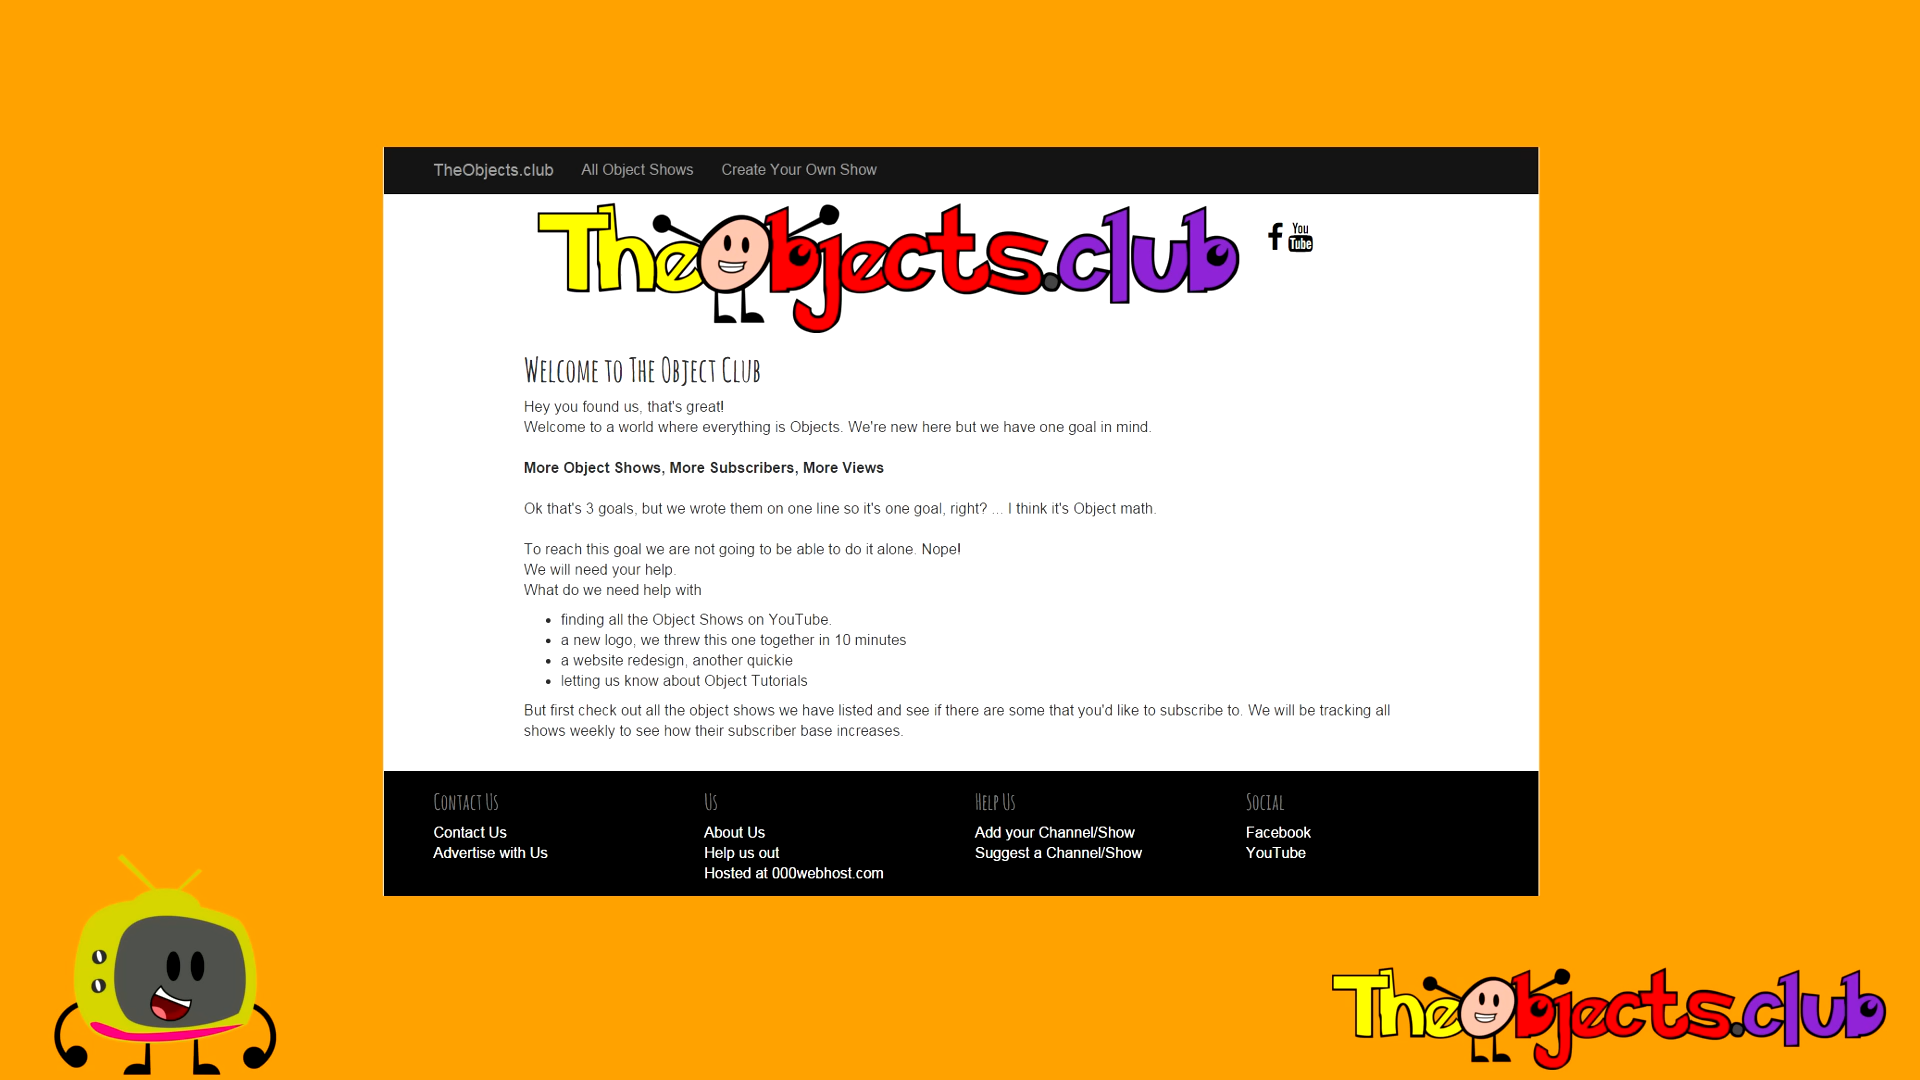 TheObjects.club All Object Shows Create Your Own Show
TheObjects.club
You
Tube
Welcome to The Object Club
Hey you found us, that's great!
Welcome to a world where everything is Objects. We're new here but we have one goal in mind.
More Object Shows, More Subscribers, More Views
Ok that's 3 goals, but we wrote them on one line so it's one goal, right? ... I think it's Object math.
To reach this goal we are not going to be able to do it alone. Nope!
We will need your help.
What do we need help with
• finding all the Object Shows on YouTube.
• a new logo, we threw this one together in 10 minutes
• a website redesign, another quickie
• letting us know about Object Tutorials
But first check out all the object shows we have listed and see if there are some that you'd like to subscribe to. We will be tracking all
shows weekly to see how their subscriber base increases.
Contact Us
Contact Us
Advertise with Us
Us
About Us
Help us out
Hosted at 000webhost.com
Help Us
Add your Channel/Show
Suggest a Channel/Show
Social
Facebook
YouTube
TheObjects.club